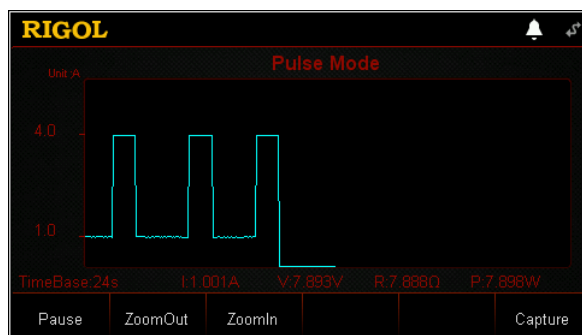 RIGOL
Pulse Mode
Unit:A
4.0
1.0
TimeBase:24s I:1.001A V:7.893V R:7.888Ω P:7.898W
Pause ZoomOut ZoomIn Capture